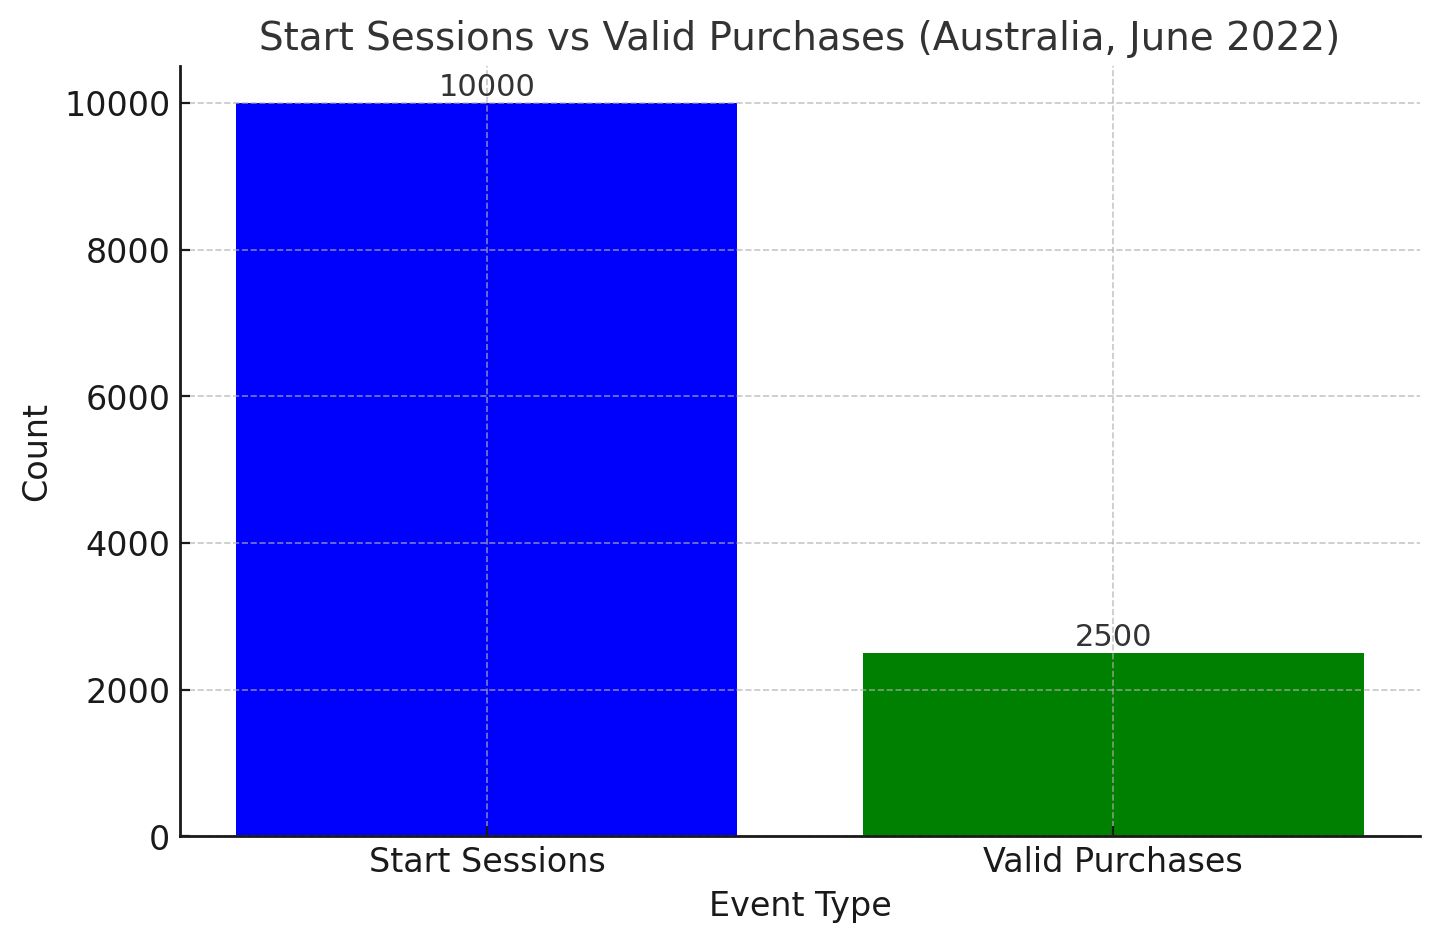 Start Sessions vs Valid Purchases (Australia, June 2022)
10000
10000
8000
6000
4000
2500
2000
0
Start Sessions
Valid Purchases
Count
Event Type